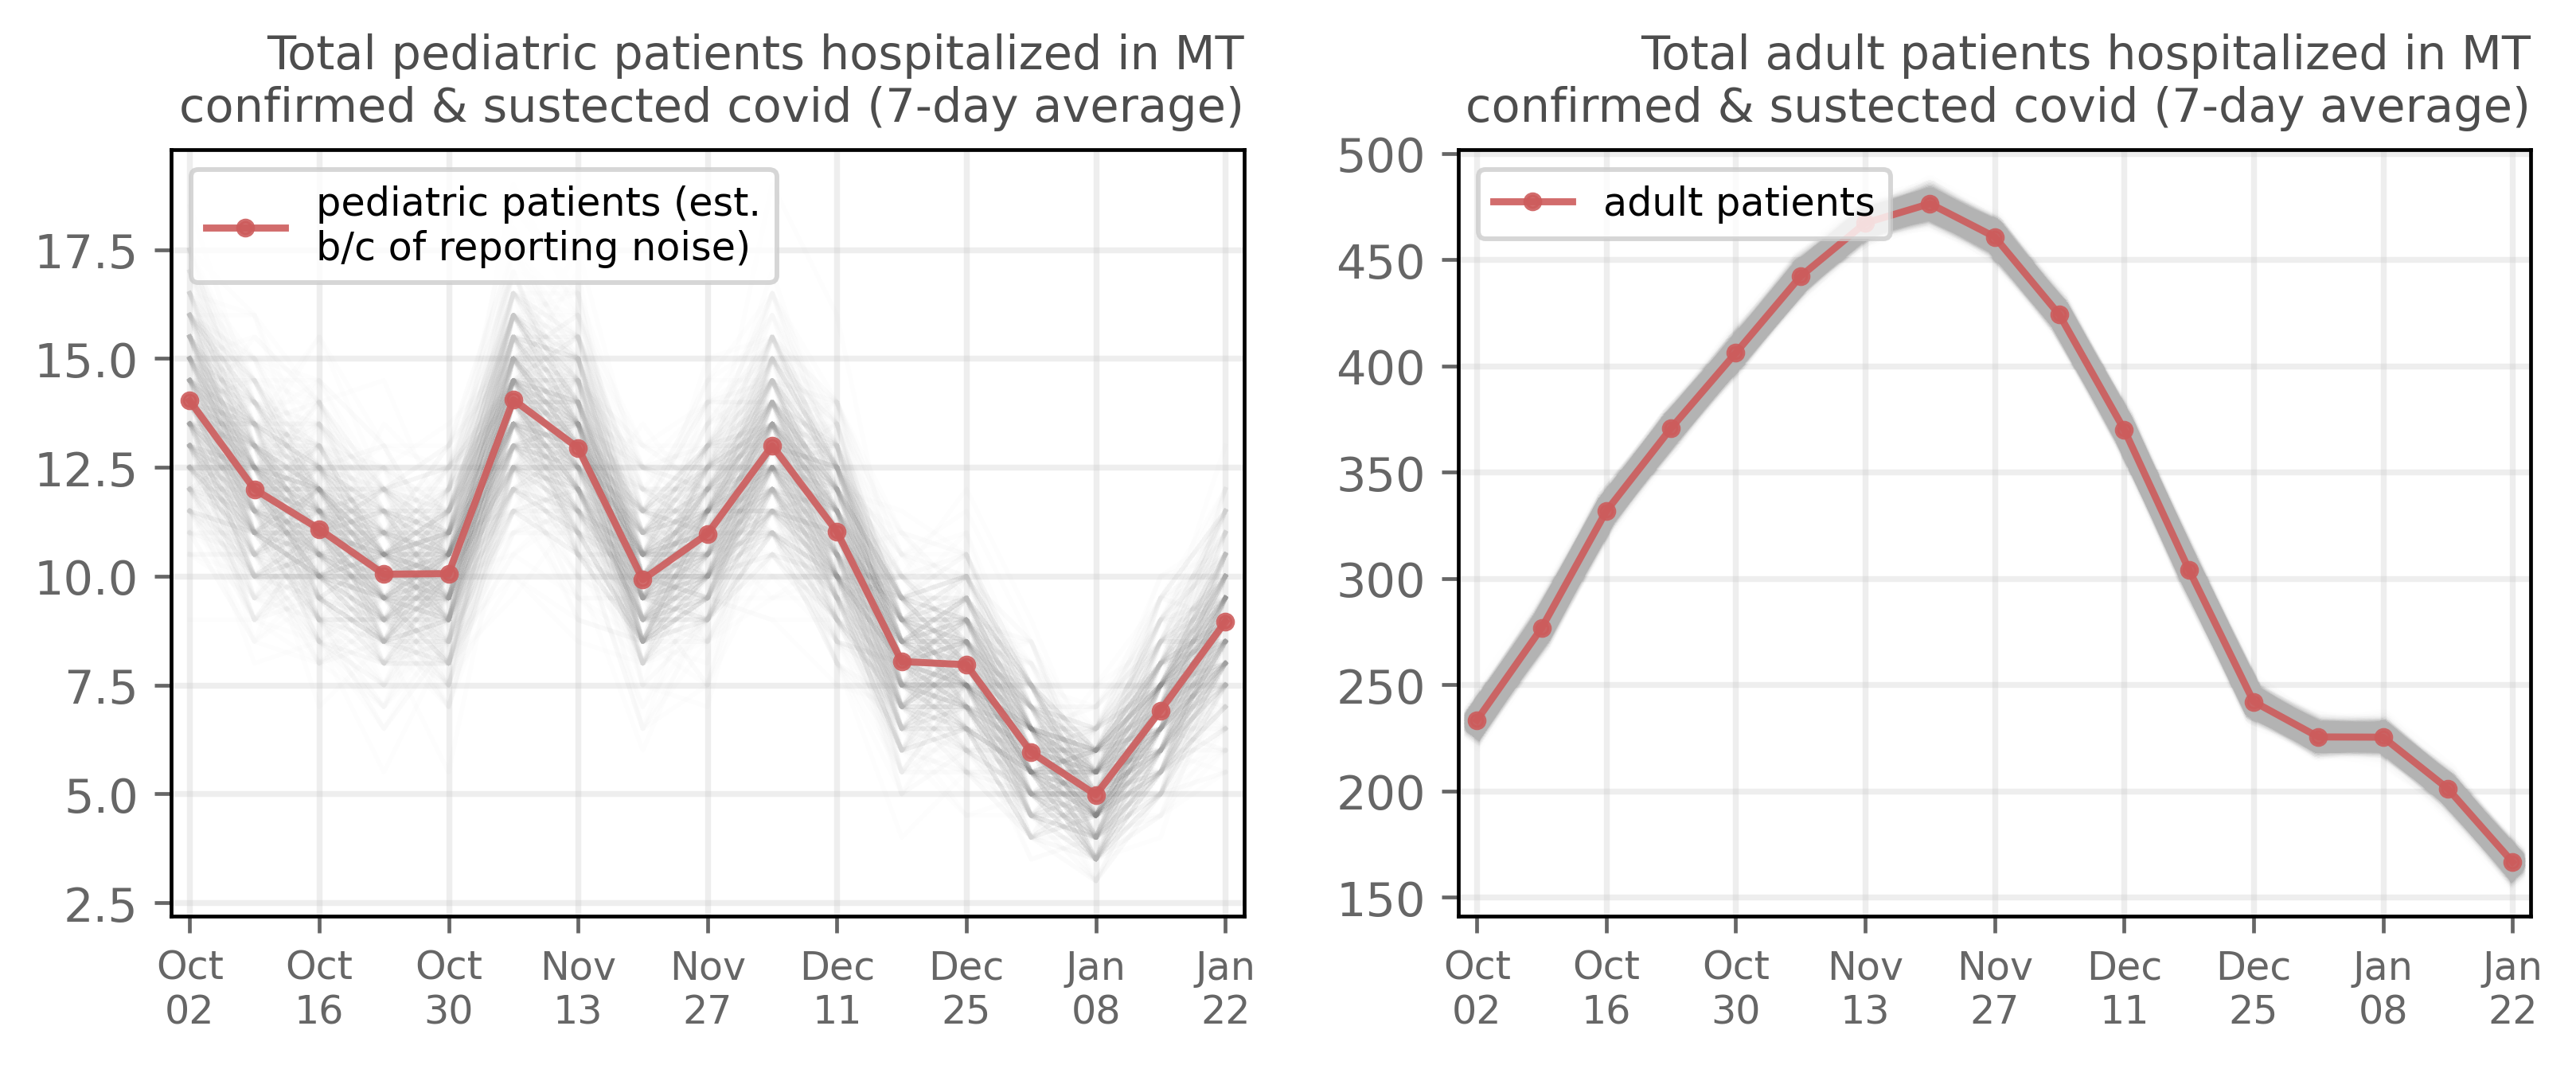 Total pediatric patients hospitalized in MT
confirmed & sustected covid (7-day average)
pediatric patients (est.
b/c of reporting noise)
17.5
15.0
12.5
10.0
7.5
5.0
2.5
Oct Oct Oct Nov Nov Dec Dec Jan Jan
02 16 30 13 27 11 25 08 22
Total adult patients hospitalized in MT
confirmed & sustected covid (7-day average)
adult patients
500
450
400
350
300
250
200
150
Oct Oct Oct Nov Nov Dec Dec Jan Jan
02 16 30 13 27 11 25 08 22